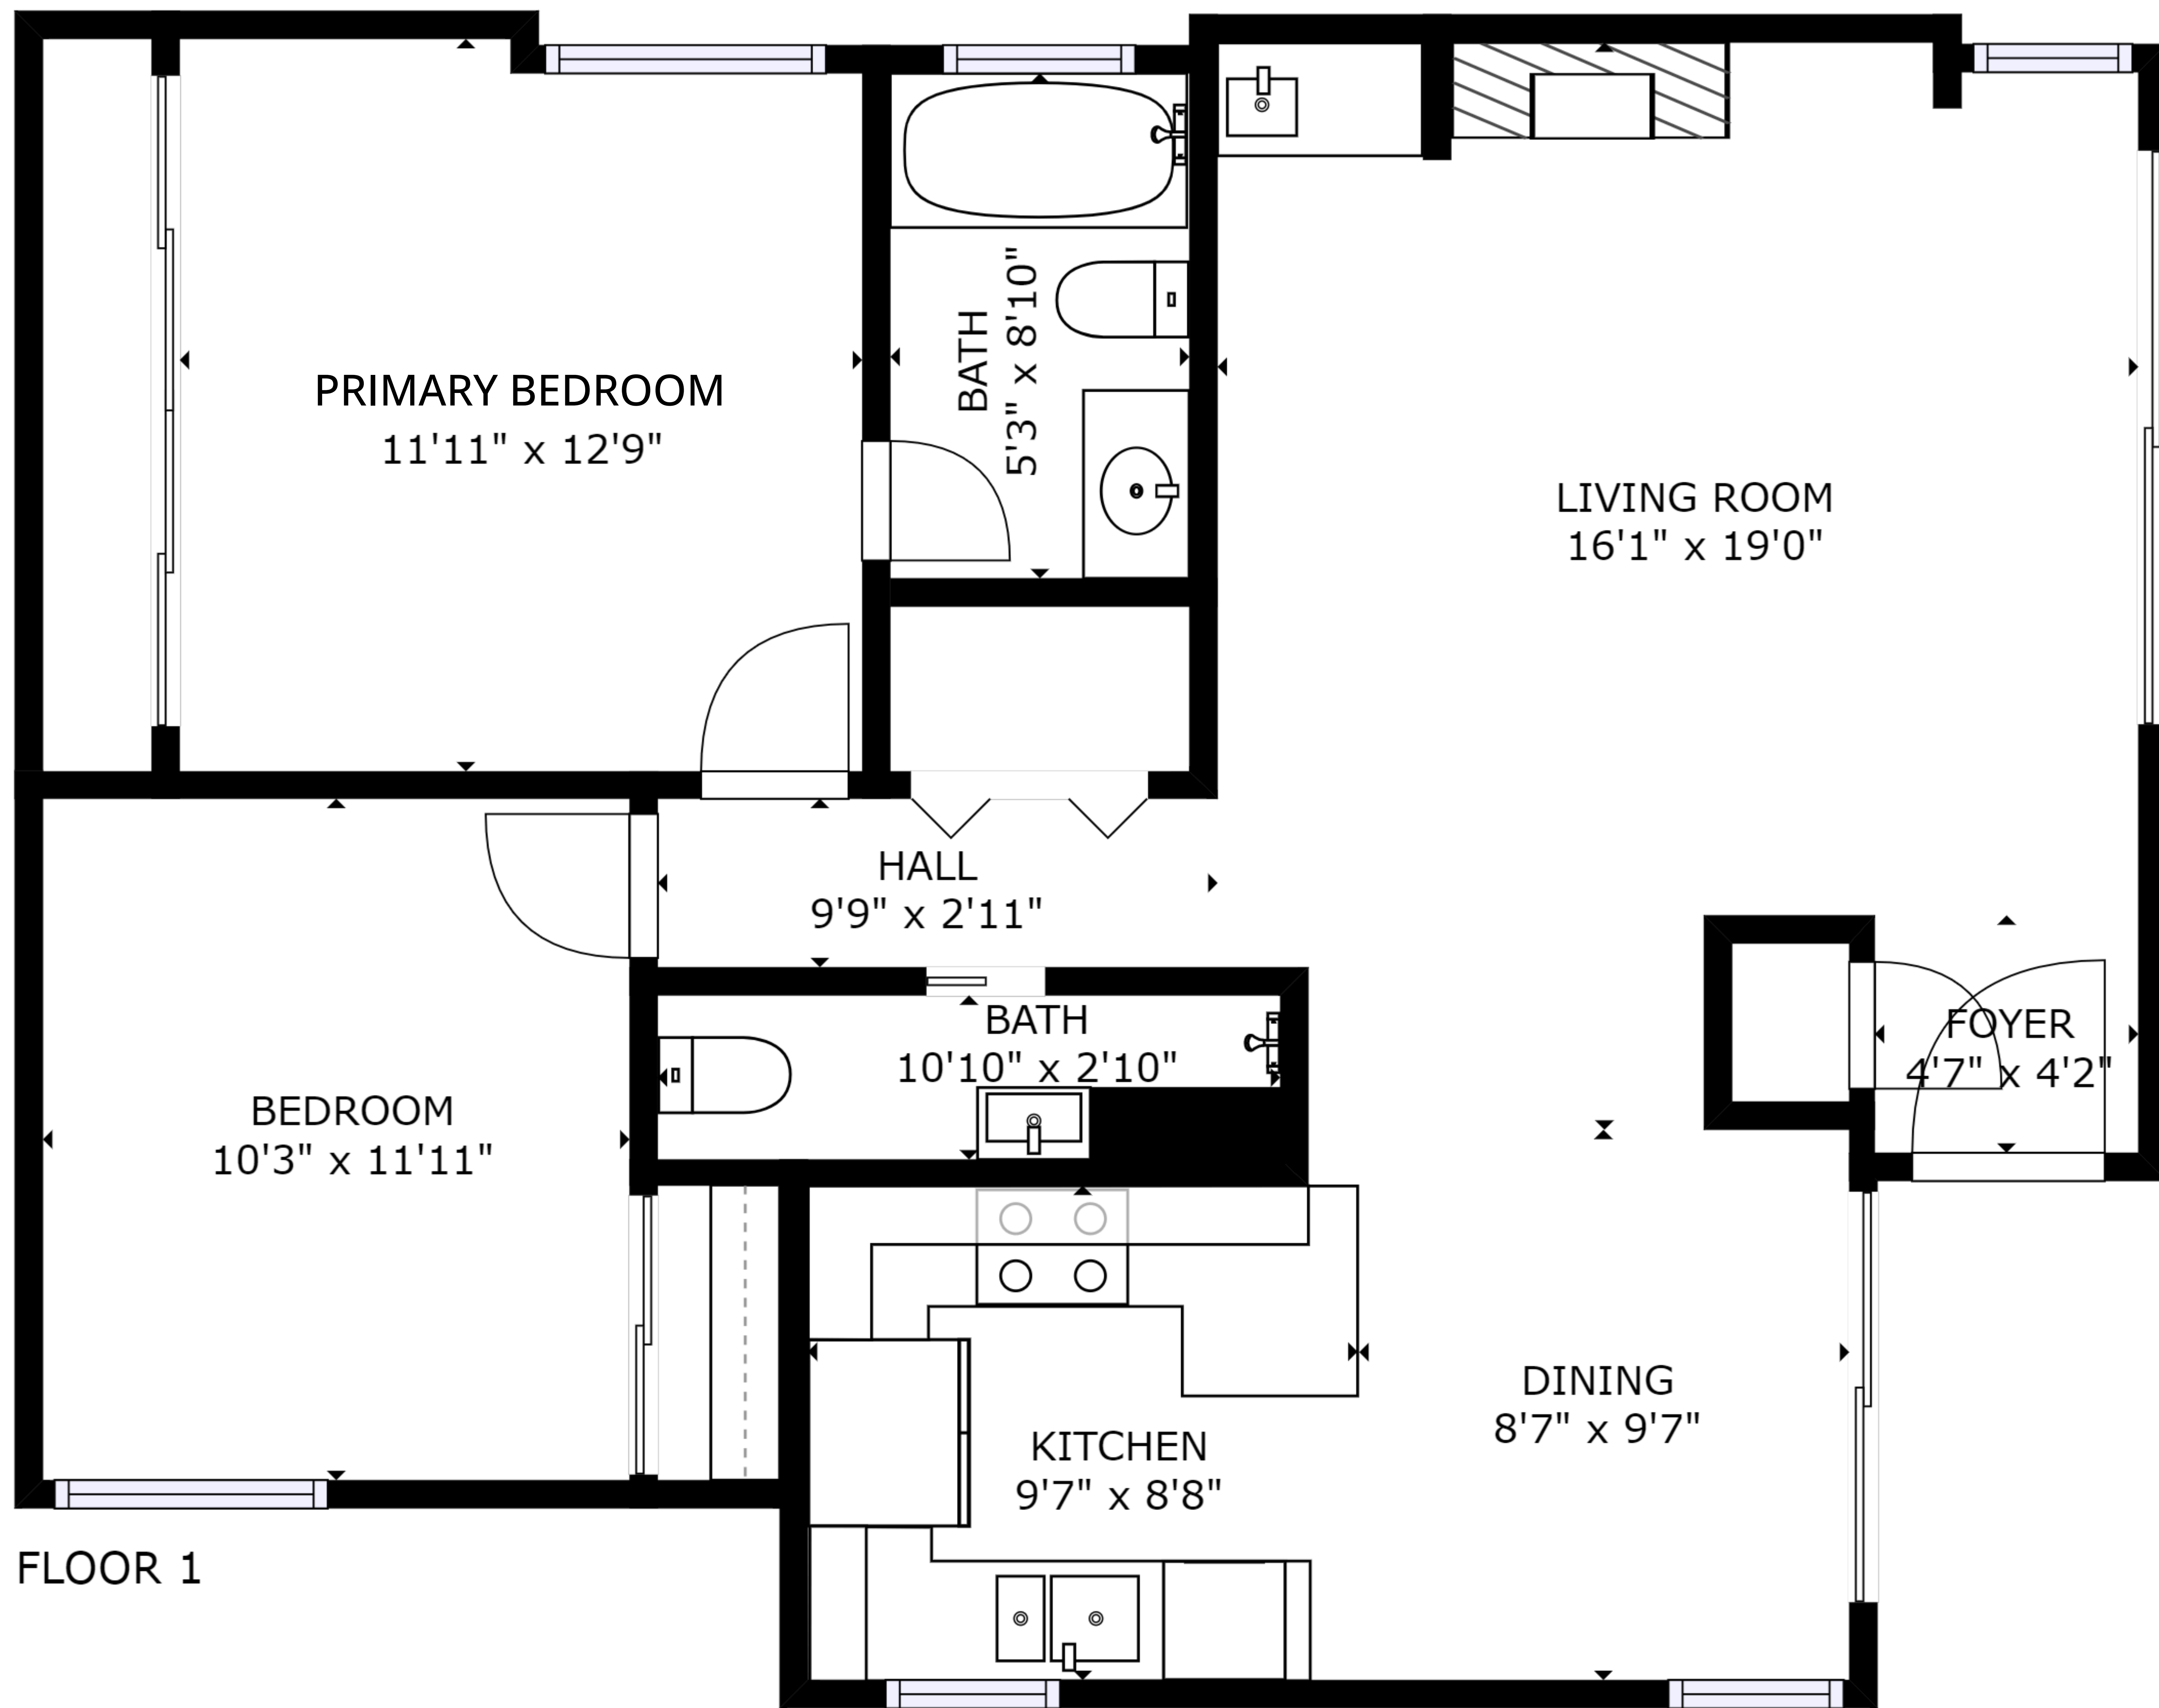 PRIMARY BEDROOM
11'11" x 12'9"
BATH
5'3" x 8'10"
LIVING ROOM
16'1" x 19'0"
HALL
9'9" x 2'11"
BATH
10'10" x 2'10"
FOYER
4'7" x 4'2"
BEDROOM
10'3" x 11'11"
DINING
8'7" x 9'7"
KITCHEN
9'7" x 8'8"
FLOOR 1